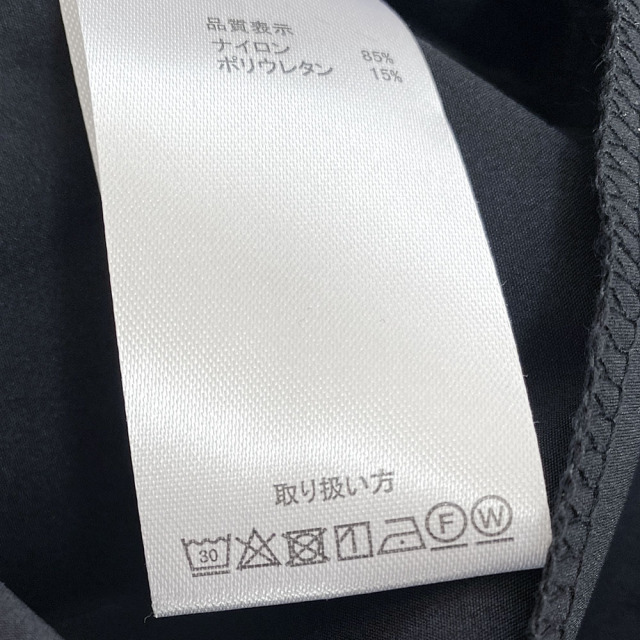 品質表示
ナイロン 85%
ポリウレタン 15%
取り扱い方
30 F W